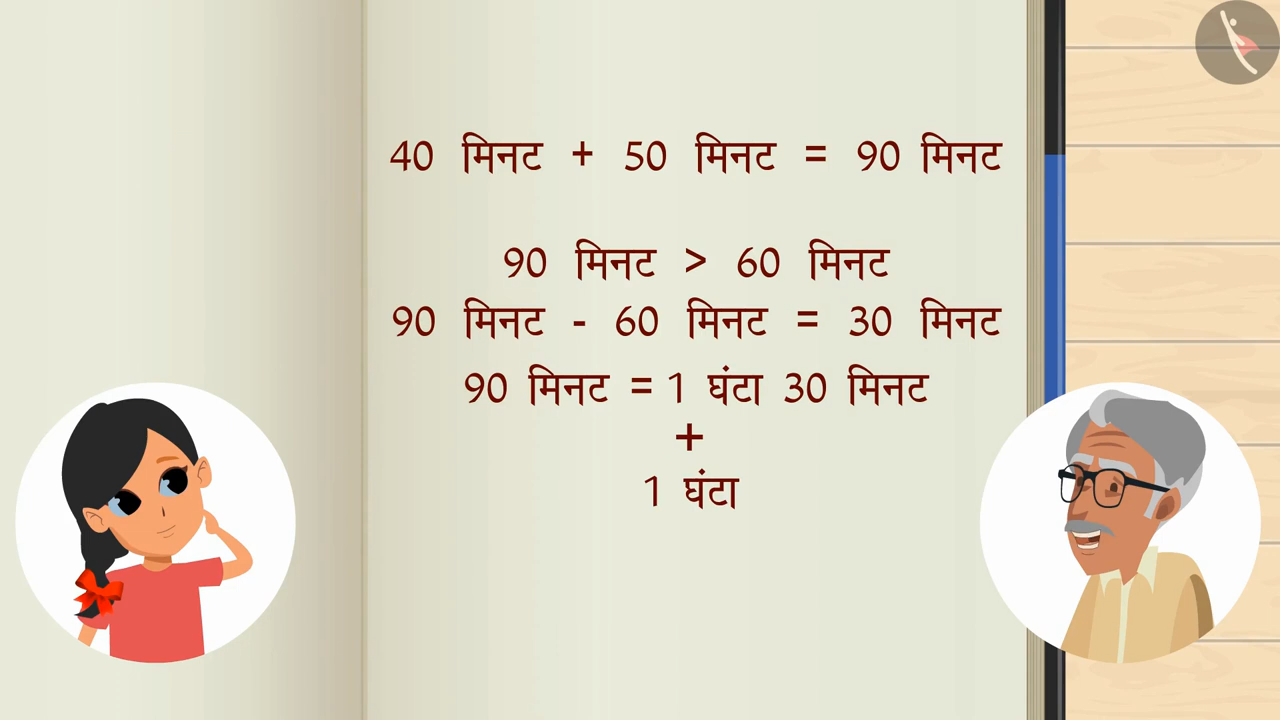 40 मिनट + 50 मिनट = 90 मिनट
90 मिनट > 60 मिनट
90 मिनट - 60 मिनट = 30 मिनट
90 मिनट = 1 घंटा 30 मिनट
+
1 घंटा